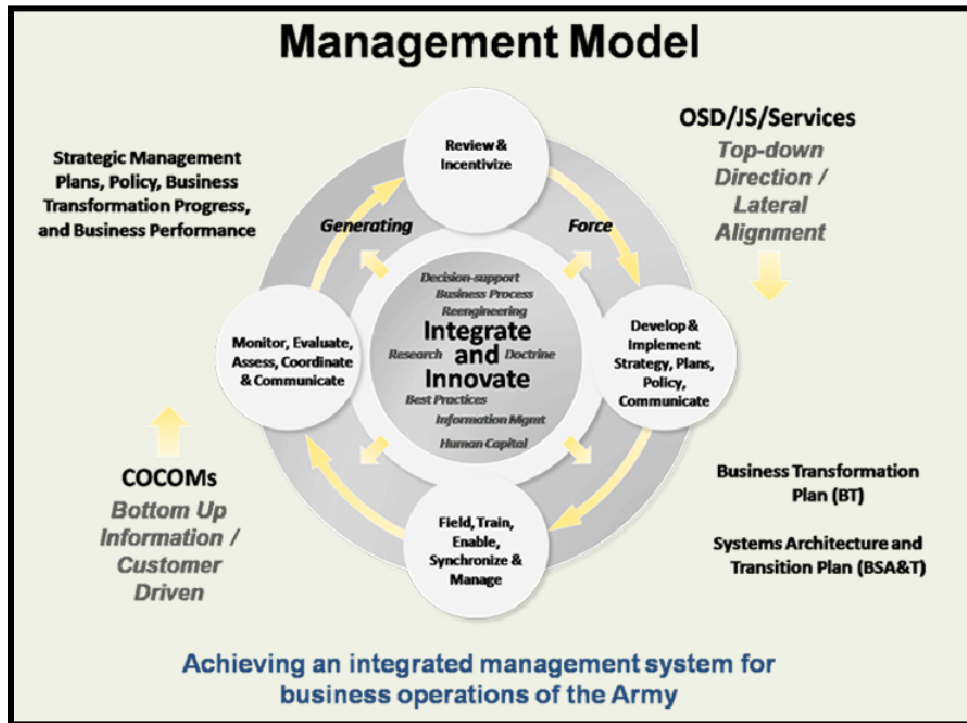 Management Model
Strategic Management
Plans, Policy, Business
Transformation Progress,
and Business Performance
Review &
Incentivize
OSD/JS/Services
Top-down
Direction /
Lateral
Alignment
Generating
Force
Decision-support
Business Process
Reengineering
Integrate
Research and Doctrine
Innovate
Best Practices
Information Mgmt
Human Capital
Monitor, Evaluate,
Assess, Coordinate
& Communicate
Develop &
Implement
Strategy, Plans,
Policy,
Communicate
COCOMs
Bottom Up
Information /
Customer
Driven
Field, Train,
Enable,
Synchronize &
Manage
Business Transformation
Plan (BT)
Systems Architecture and
Transition Plan (BSA&T)
Achieving an integrated management system for
business operations of the Army